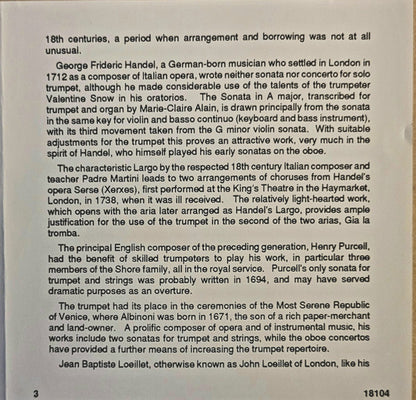 18th centuries, a period when arrangement and borrowing was not at all
unusual.
George Frideric Handel, a German-born musician who settled in London in
1712 as a composer of Italian opera, wrote neither sonata nor concerto for solo
trumpet, although he made considerable use of the talents of the trumpeter
Valentine Snow in his oratorios. The Sonata in A major, transcribed for
trumpet and organ by Marie-Claire Alain, is drawn principally from the sonata
in the same key for violin and basso continuo (keyboard and bass instrument),
with its third movement taken from the G minor violin sonata. With suitable
adjustments for the trumpet this proves an attractive work, very much in the
spirit of Handel, who himself played his early sonatas on the oboe.
The characteristic Largo by the respected 18th century Italian composer and
teacher Padre Martini leads to two arrangements of choruses from Handel's
opera Serse (Xerxes), first performed at the King's Theatre in the Haymarket,
London, in 1738, when it was ill received. The relatively light-hearted work,
which opens with the aria later arranged as Handel's Largo, provides ample
justification for the use of the trumpet in the second of the two arias, Gia la
tromba.
The principal English composer of the preceding generation, Henry Purcell,
had the benefit of skilled trumpeters to play his work, in particular three
members of the Shore family, all in the royal service. Purcell's only sonata for
trumpet and strings was probably written in 1694, and may have served
dramatic purposes as an overture.
The trumpet had its place in the ceremonies of the Most Serene Republic
of Venice, where Albinoni was born in 1671, the son of a rich paper-merchant
and land-owner. A prolific composer of opera and of instrumental music, his
works include two sonatas for trumpet and strings, while the oboe concertos
have provided a further means of increasing the trumpet repertoire.
Jean Baptiste Loeillet, otherwise known as John Loeillet of London, like his
3 18104